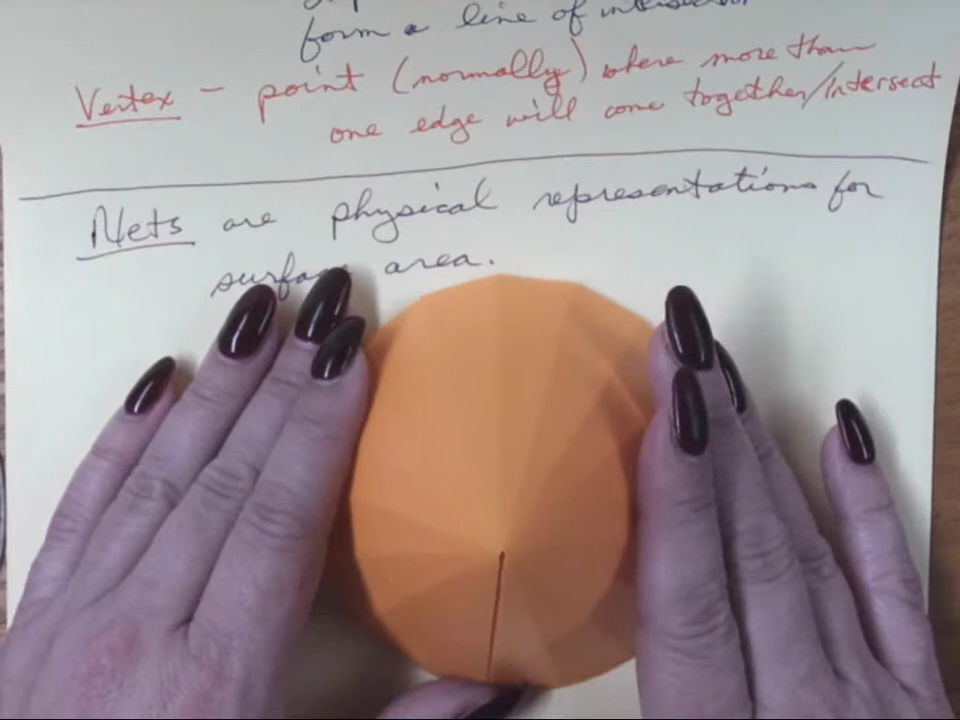 form a line of intersection
Vertex - point (normally) where more than
one edge will come together/intersect
Nets are physical representations for
area.